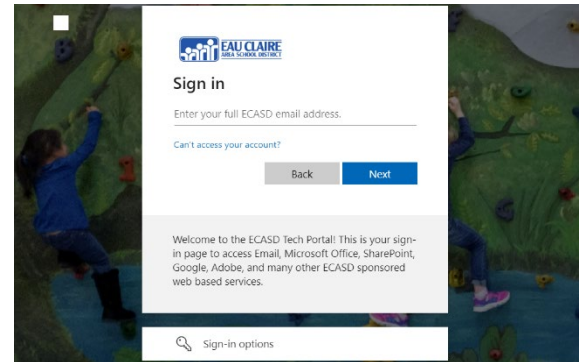 EAU CLAIRE
AREA SCHOOL DISTRICT
Sign in
Enter your full ECASD email address.
Can't access your account?
Back
Next
Welcome to the ECASD Tech Portal! This is your sign-
in page to access Email, Microsoft Office, SharePoint,
Google, Adobe, and many other ECASD sponsored
web based services.
Sign-in options